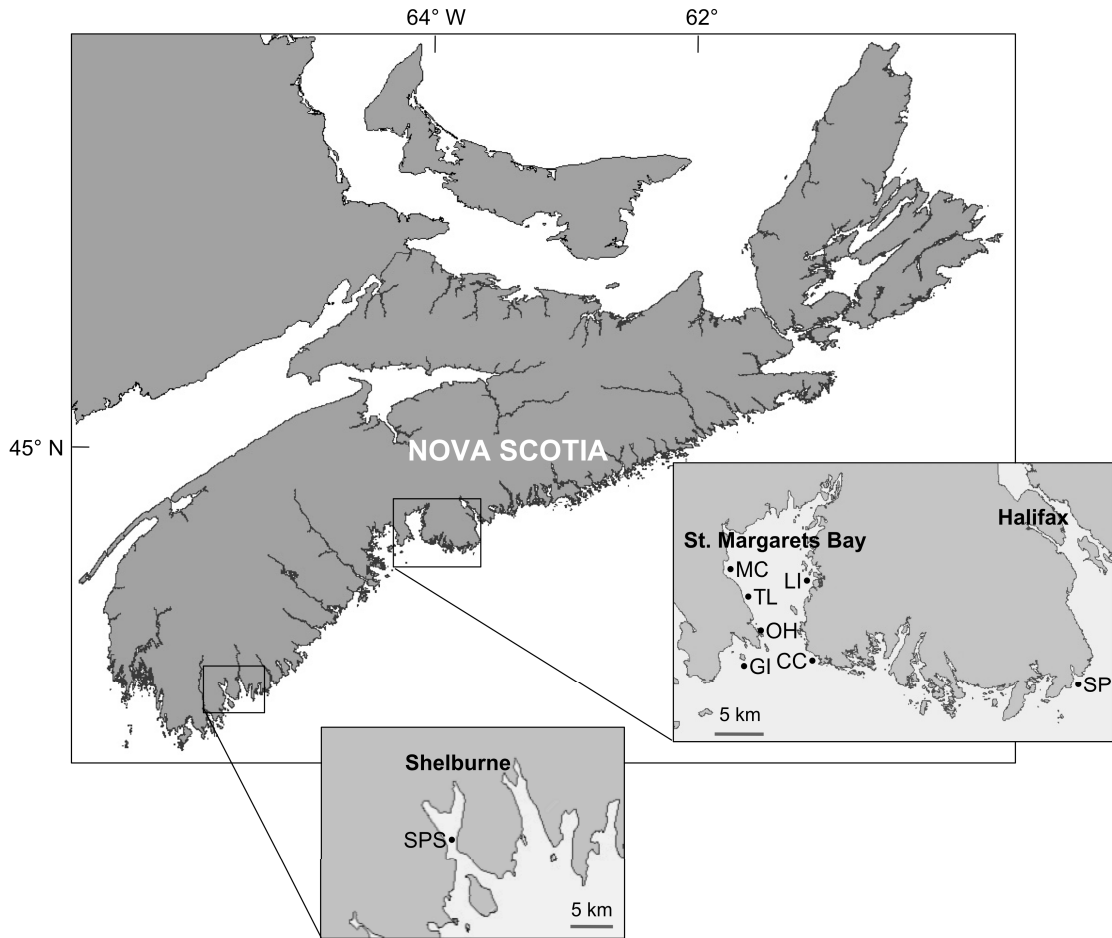 64° W
62°
45° N
NOVA SCOTIA
Halifax
St. Margarets Bay
MC
LI
TL
OH
GI
CC
SP
5 km
Shelburne
SPS
5 km